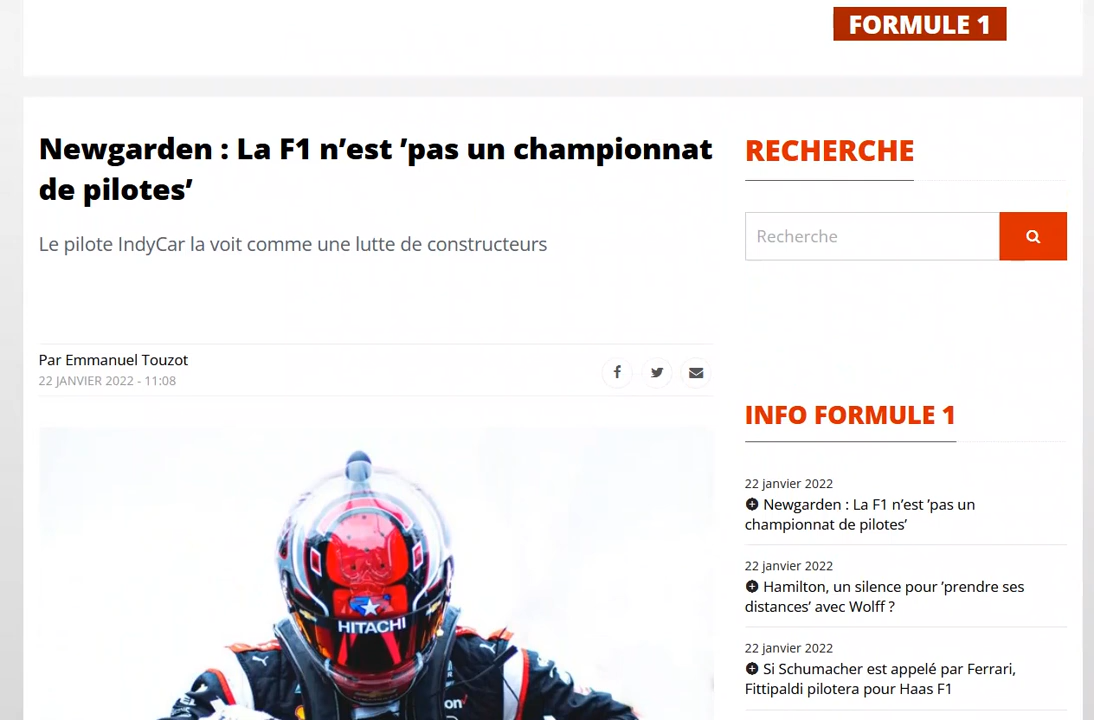 FORMULE 1
Newgarden : La F1 n’est ’pas un championnat
de pilotes’
Le pilote IndyCar la voit comme une lutte de constructeurs
Par Emmanuel Touzot
22 JANVIER 2022 - 11:08
HITACHI
RECHERCHE
Recherche
INFO FORMULE 1
22 janvier 2022
Newgarden : La F1 n’est ’pas un
championnat de pilotes’
22 janvier 2022
Hamilton, un silence pour ’prendre ses
distances’ avec Wolff ?
22 janvier 2022
Si Schumacher est appelé par Ferrari,
Fittipaldi pilotera pour Haas F1